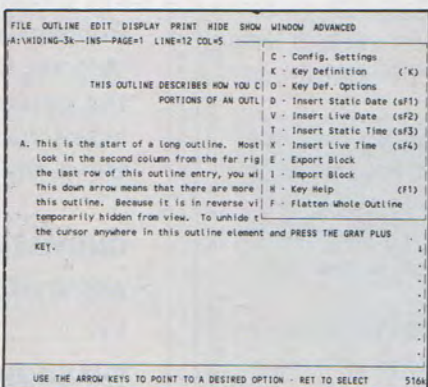 FILE OUTLINE EDIT DISPLAY PRINT HIDE SHOW WINDOW ADVANCED
A:\HIDING-3k--INS--PAGE=1 LINE=12 COL=5
C - Config. Settings
K - Key Definition (`K)
THIS OUTLINE DESCRIBES HOW YOU C| O - Key Def. Options
PORTIONS OF AN OUTL| D - Insert Static Date (sF1)
V - Insert Live Date (sF2)
T - Insert Static Time (sF3)
A. This is the start of a long outline. Most| X - Insert Live Time (sF4)
look in the second column from the far rig| E - Export Block
the last row of this outline entry, you wi| I - Import Block
This down arrow means that there are more | H - Key Help (F1)
this outline. Because it is in reverse vi| F - Flatten Whole Outline
temporarily hidden from view. To unhide t
the cursor anywhere in this outline element and PRESS THE GRAY PLUS
KEY.
USE THE ARROW KEYS TO POINT TO A DESIRED OPTION - RET TO SELECT 516k